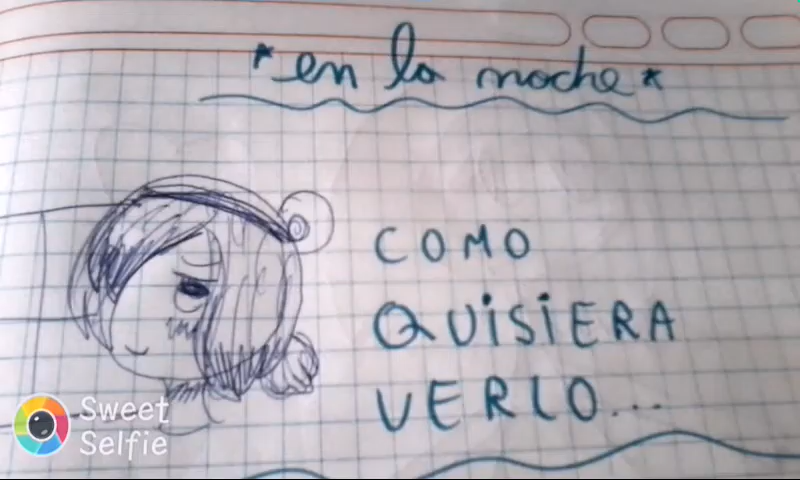 *en la noche*
COMO
QUISIERA
VERLO...
Sweet
Selfie